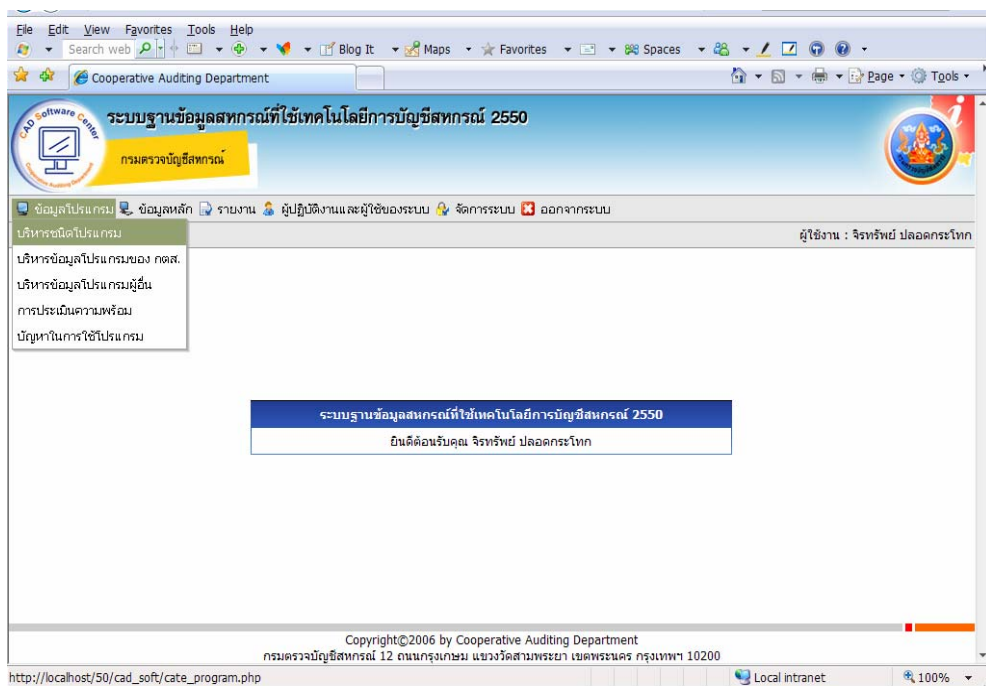 File Edit View Favorites Tools Help
Search web Blog It Maps Favorites Spaces
Cooperative Auditing Department Page Tools
CAD Software Center
Cooperative Auditing Department
ระบบฐานข้อมูลสหกรณ์ที่ใช้เทคโนโลยีการบัญชีสหกรณ์ 2550
กรมตรวจบัญชีสหกรณ์
ข้อมูลโปรแกรม ข้อมูลหลัก รายงาน ผู้ปฏิบัติงานและผู้ใช้ของระบบ จัดการระบบ ออกจากระบบ
บริหารชนิดโปรแกรม
ผู้ใช้งาน : จิรทรัพย์ ปลอดกระโทก
บริหารข้อมูลโปรแกรมของ กตส.
บริหารข้อมูลโปรแกรมผู้อื่น
การประเมินความพร้อม
ปัญหาในการใช้โปรแกรม
ระบบฐานข้อมูลสหกรณ์ที่ใช้เทคโนโลยีการบัญชีสหกรณ์ 2550
ยินดีต้อนรับคุณ จิรทรัพย์ ปลอดกระโทก
Copyright©2006 by Cooperative Auditing Department
กรมตรวจบัญชีสหกรณ์ 12 ถนนกรุงเกษม แขวงวัดสามพระยา เขตพระนคร กรุงเทพฯ 10200
http://localhost/50/cad_soft/cate_program.php Local intranet 100%